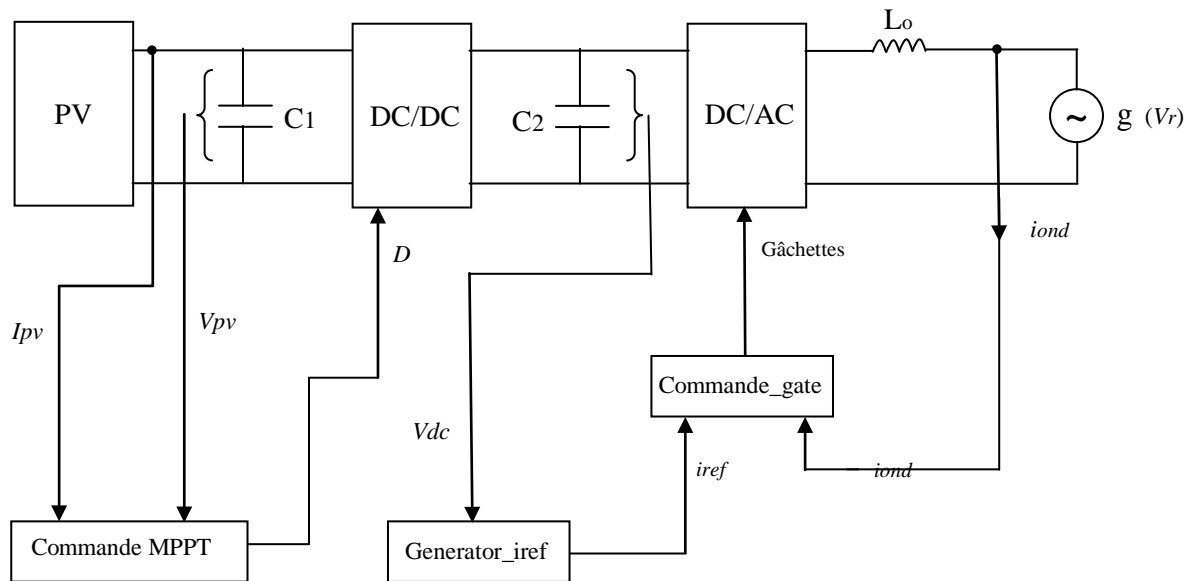 Lo
PV
C1
DC/DC
C2
DC/AC
~
g (Vr)
iond
D
Gâchettes
Ipv
Vpv
Commande_gate
Vdc
iref
– iond
Commande MPPT
Generator_iref